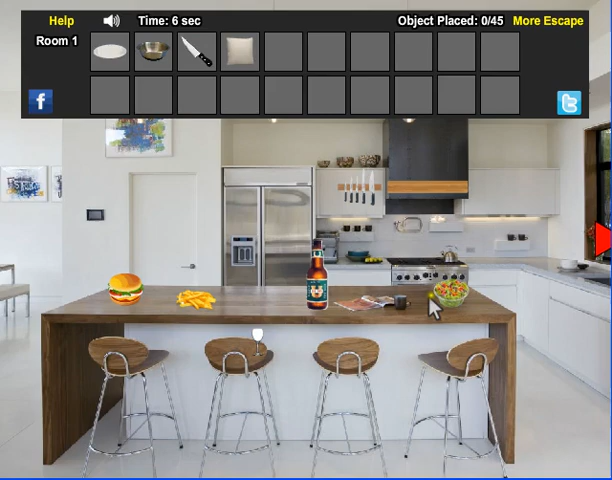 Help
Time: 6 sec
Object Placed: 0/45
More Escape
Room 1
f
t